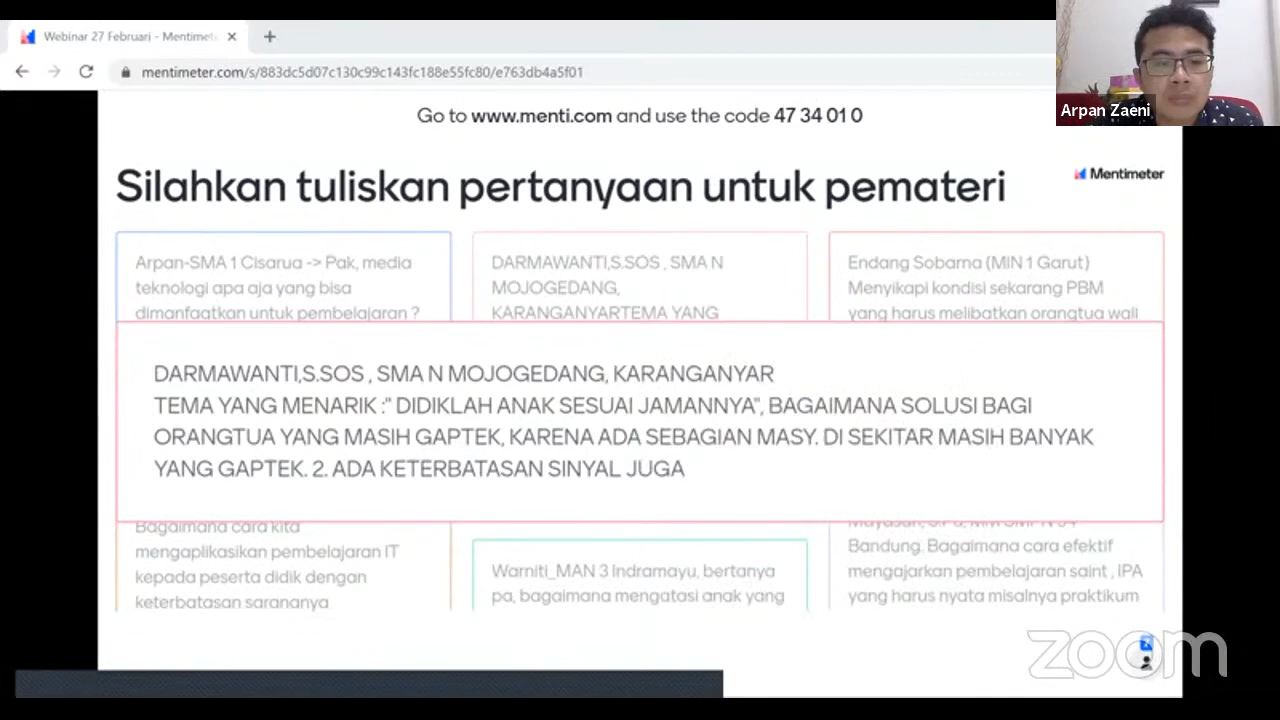 Webinar 27 Februari - Mentimet
mentimeter.com/s/883dc5d07c130c99c143fc188e55fc80/e763db4a5f01
Arpan Zaeni
Go to www.menti.com and use the code 47 34 01 0
Silahkan tuliskan pertanyaan untuk pemateri
Mentimeter
Arpan-SMA 1 Cisarua -> Pak, media
teknologi apa aja yang bisa
dimanfaatkan untuk pembelajaran ?
DARMAWANTI,S.SOS , SMA N
MOJOGEDANG,
KARANGANYARTEMA YANG
Endang Sobarna (MIN 1 Garut)
Menyikapi kondisi sekarang PBM
yang harus melibatkan orangtua wali
DARMAWANTI,S.SOS , SMA N MOJOGEDANG, KARANGANYAR
TEMA YANG MENARIK :" DIDIKLAH ANAK SESUAI JAMANNYA", BAGAIMANA SOLUSI BAGI
ORANGTUA YANG MASIH GAPTEK, KARENA ADA SEBAGIAN MASY. DI SEKITAR MASIH BANYAK
YANG GAPTEK. 2. ADA KETERBATASAN SINYAL JUGA
Bagaimana cara kita
mengaplikasikan pembelajaran IT
kepada peserta didik dengan
keterbatasan sarananya
Warniti_MAN 3 Indramayu, bertanya
pa, bagaimana mengatasi anak yang
Bandung. Bagaimana cara efektif
mengajarkan pembelajaran saint , IPA
yang harus nyata misalnya praktikum
zoom